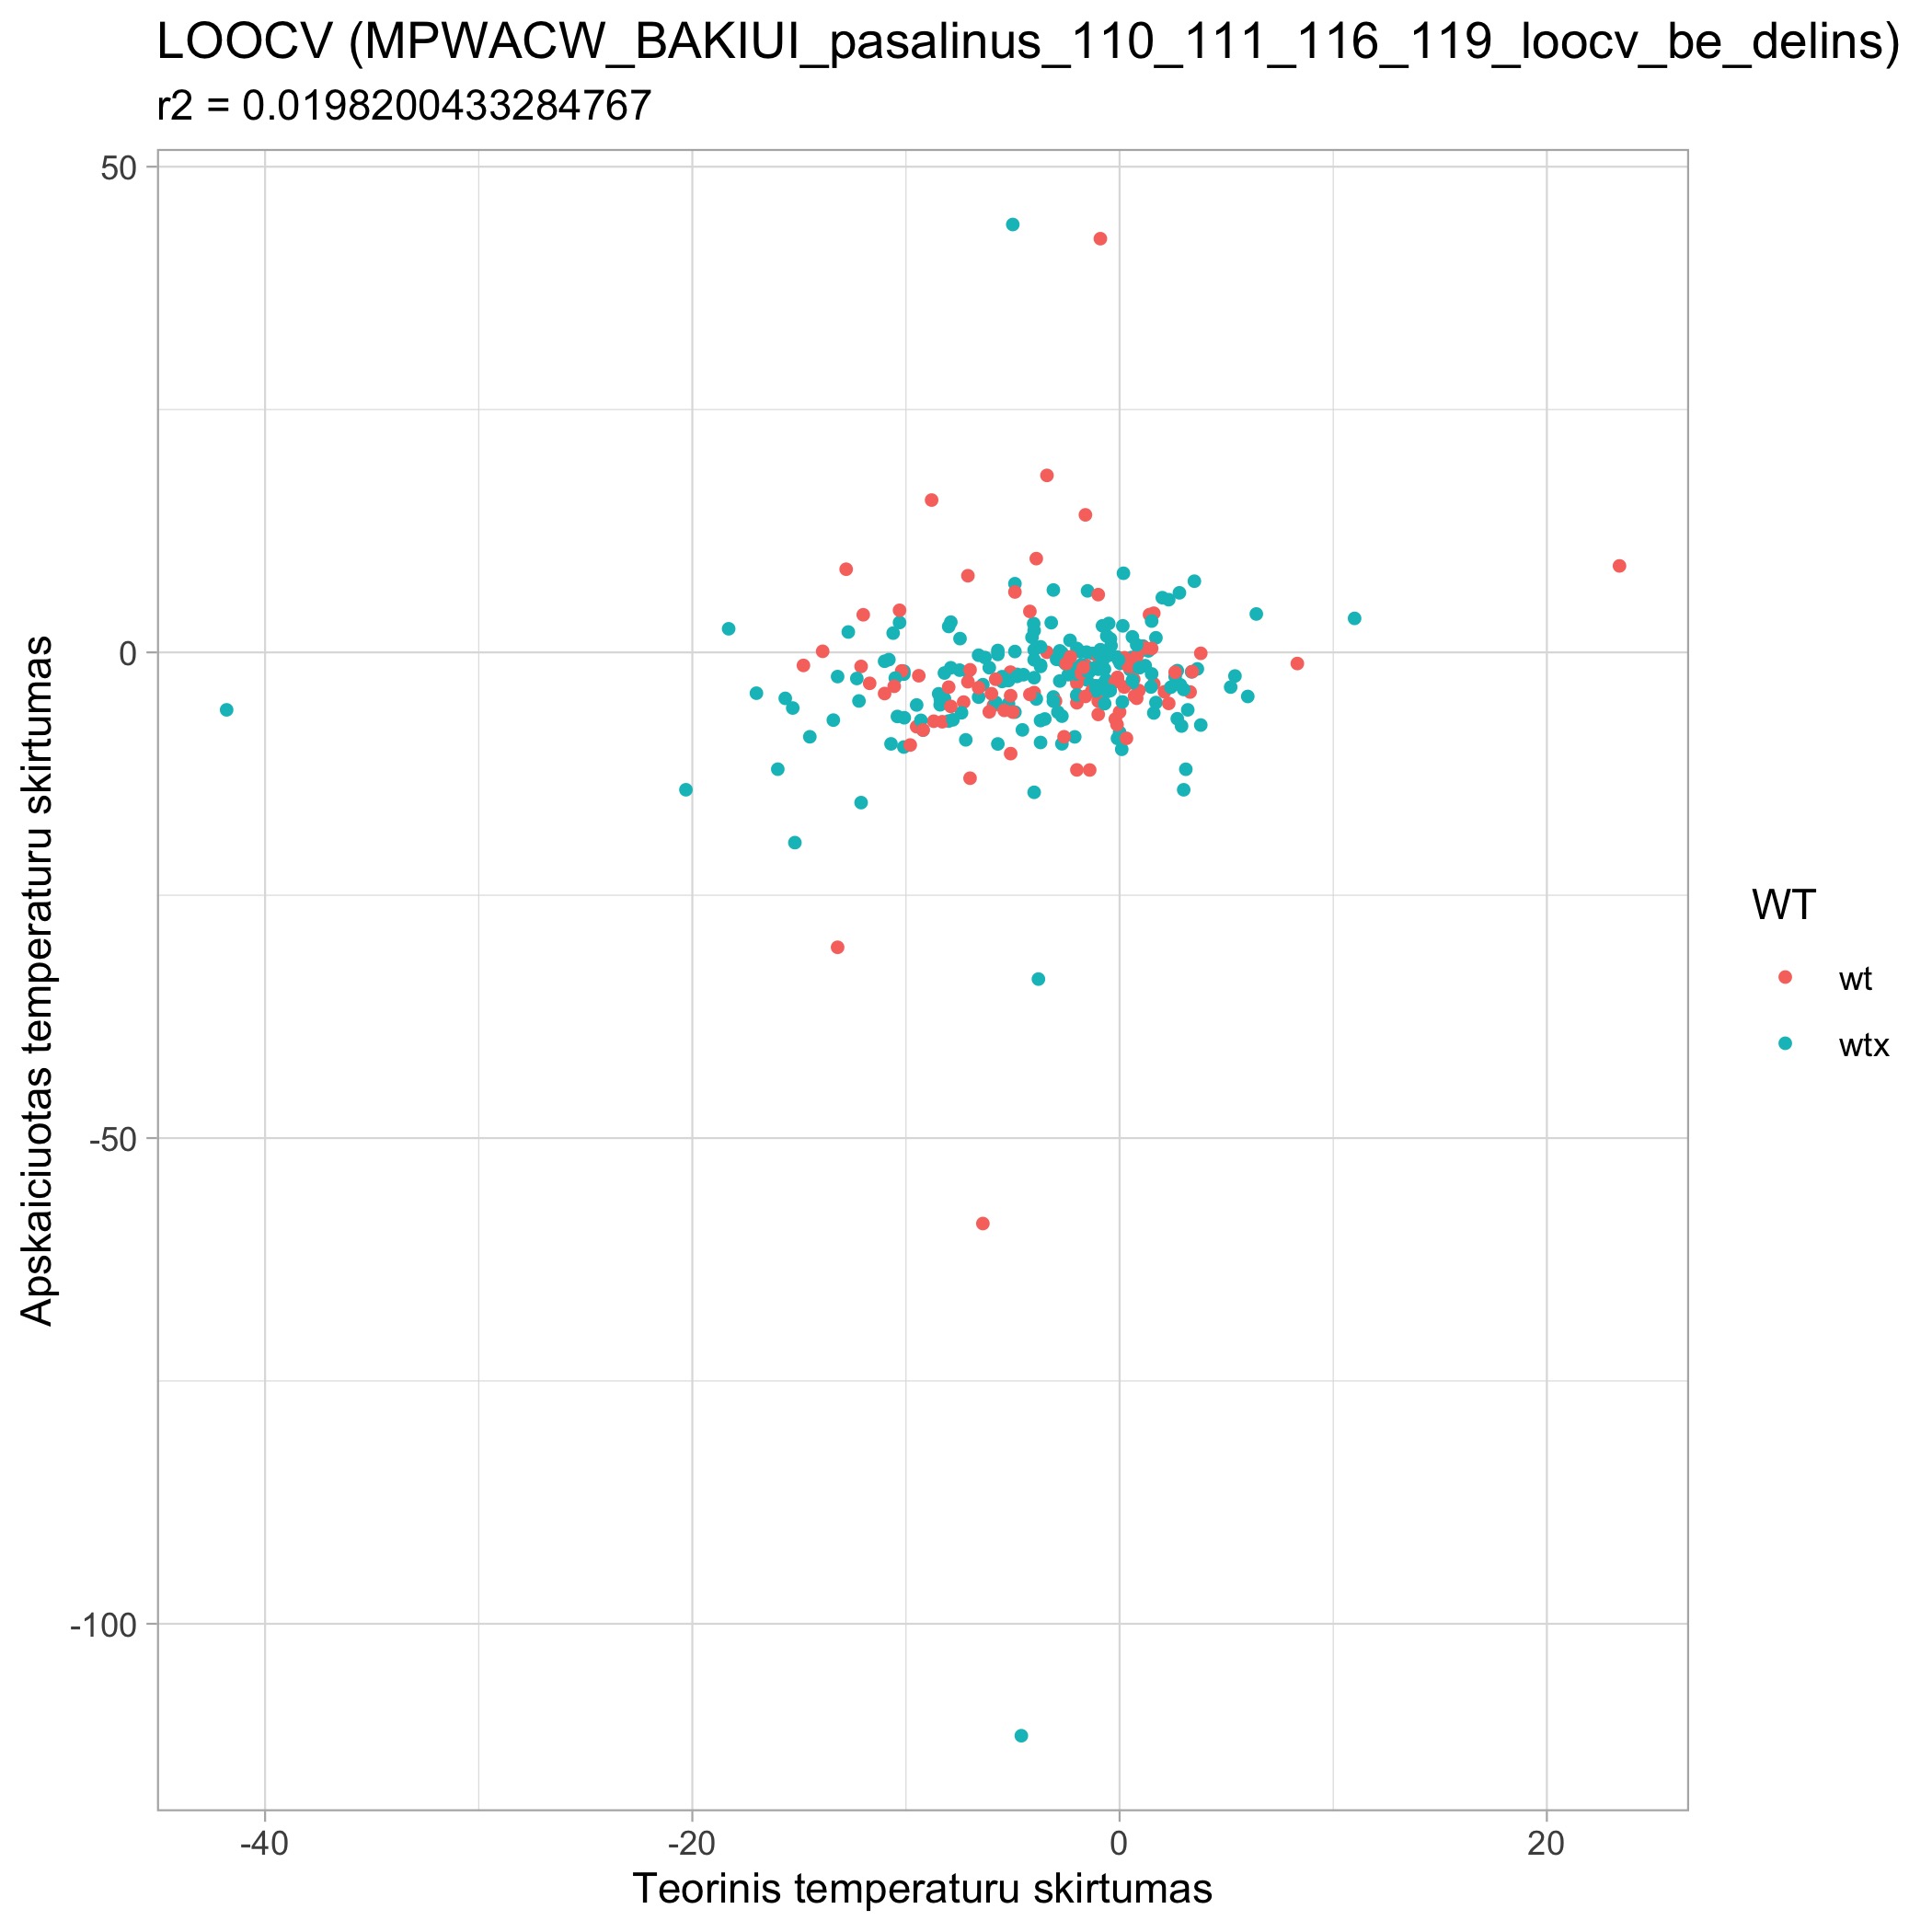 LOOCV (MPWACW_BAKIUI_pasalinus_110_111_116_119_loocv_be_delins)
r2 = 0.0198200433284767
50
0
-50
-100
Apskaiciuotas temperaturu skirtumas
-40
-20
0
20
Teorinis temperaturu skirtumas
WT
wt
wtx